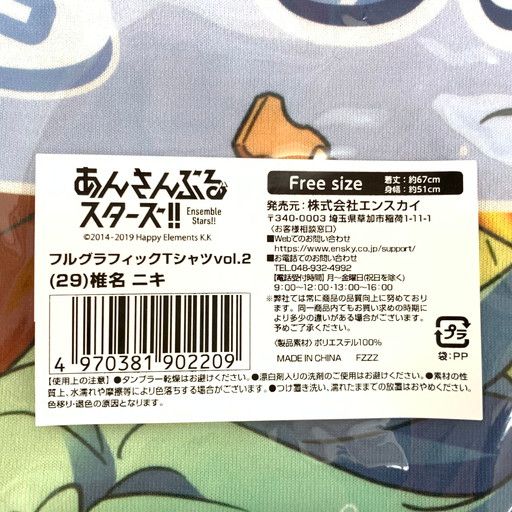 あんさんぶる
スターズ!!
Ensemble
Stars!!
©2014-2019 Happy Elements K.K
フルグラフィックTシャツvol.2
(29)椎名 ニキ
4 970381 902209
Free size
着丈：約67cm
身幅：約51cm
発売元：株式会社エンスカイ
〒340-0003 埼玉県草加市稲荷1-11-1
〈お客様相談窓口〉
■Webでのお問い合わせ
https://www.ensky.co.jp/support/
■お電話でのお問い合わせ
TEL.048-932-4992
【電話受付時間】月～金曜日(祝日を除く)
9:00～12:00・13:00～16:00
※弊社では常に商品の品質向上に努めており
ます。同一商品内でもお買い求めの時期に
より多少の違いがある場合がございます。
予めご了承ください。
〈製品素材〉ポリエステル100%
MADE IN CHINA FZZZ
プラ
袋：PP
【使用上の注意】●タンブラー乾燥はお避けください。●漂白剤入りの洗剤のご使用はお避けください。●素材の性
質上、水濡れや摩擦等により色落ちする場合がございます。●つけ置き洗い、濡れたままでの放置はおやめください。
色移り・退色の原因となります。